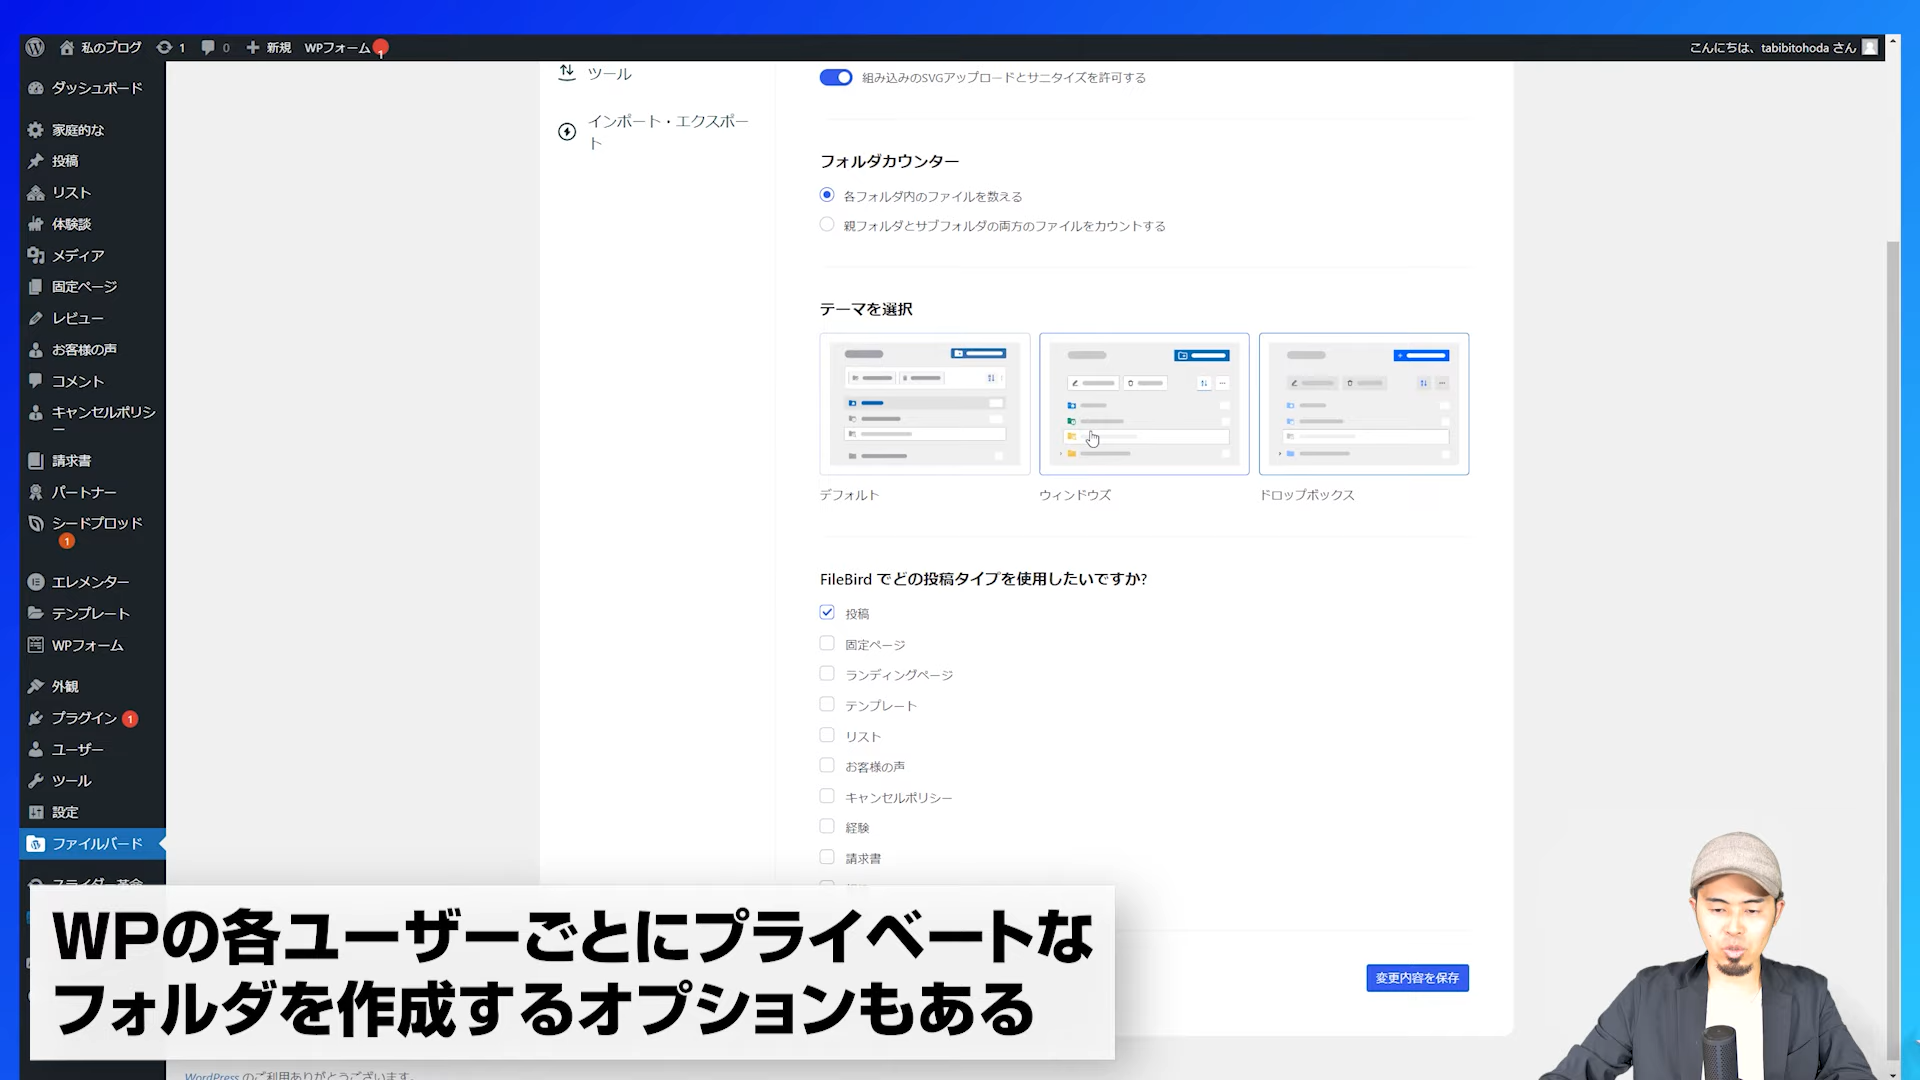 私のブログ
1
0
新規
WPフォーム
1
こんにちは、tabibitohoda さん
ダッシュボード
家庭的な
投稿
リスト
体験談
メディア
固定ページ
レビュー
お客様の声
コメント
キャンセルポリシ
ー
請求書
パートナー
シードプロッド
1
エレメンター
テンプレート
WPフォーム
外観
プラグイン
1
ユーザー
ツール
設定
ファイルバード
ツール
インポート・エクスポー
ト
組み込みのSVGアップロードとサニタイズを許可する
フォルダカウンター
各フォルダ内のファイルを数える
親フォルダとサブフォルダの両方のファイルをカウントする
テーマを選択
デフォルト
ウィンドウズ
ドロップボックス
FileBird でどの投稿タイプを使用したいですか?
投稿
固定ページ
ランディングページ
テンプレート
リスト
お客様の声
キャンセルポリシー
経験
請求書
変更内容を保存
WPの各ユーザーごとにプライベートな
フォルダを作成するオプションもある
WordPress のご利用ありがとうございます。